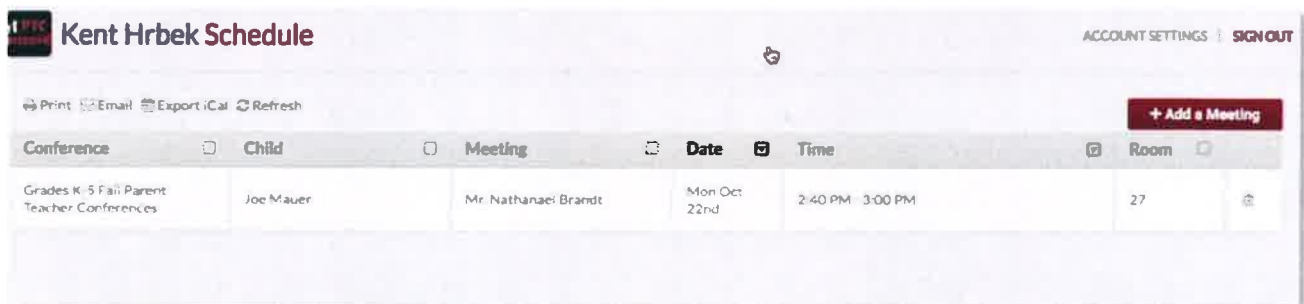 PTC
Kent Hrbek Schedule
ACCOUNT SETTINGS | SIGN OUT
Print Email Export iCal Refresh
+ Add a Meeting
Conference Child Meeting Date Time Room
Grades K-5 Fall Parent
Teacher Conferences
Joe Mauer
Mr. Nathanael Brandt
Mon Oct
22nd
2:40 PM - 3:00 PM
27